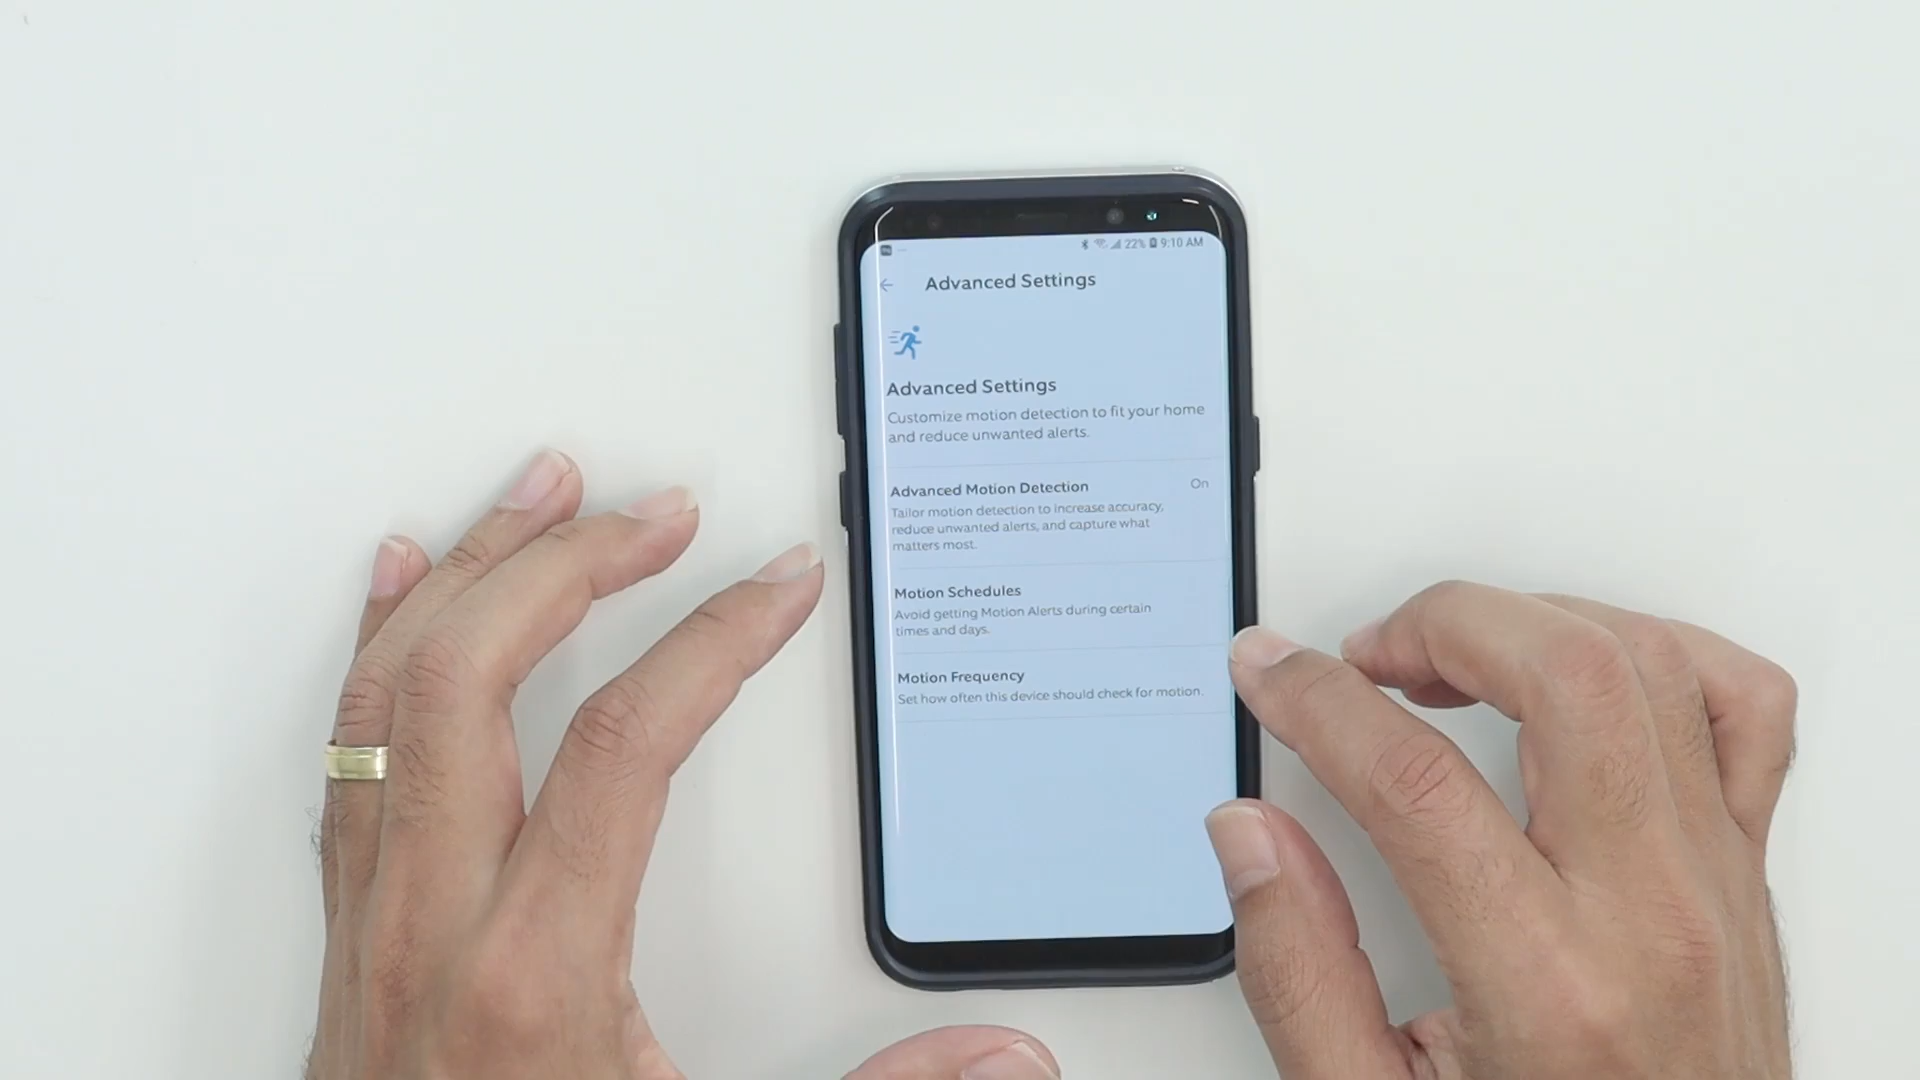 22% 9:10 AM
Advanced Settings
Advanced Settings
Customize motion detection to fit your home
and reduce unwanted alerts.
Advanced Motion Detection On
Tailor motion detection to increase accuracy,
reduce unwanted alerts, and capture what
matters most.
Motion Schedules
Avoid getting Motion Alerts during certain
times and days.
Motion Frequency
Set how often this device should check for motion.